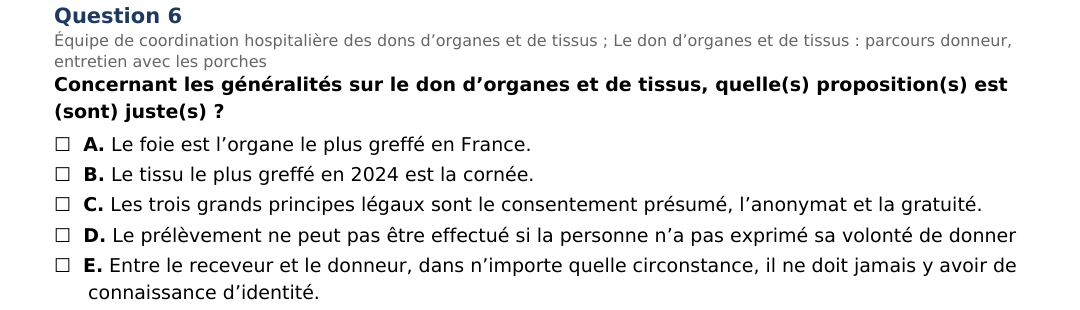 Question 6
Équipe de coordination hospitalière des dons d’organes et de tissus ; Le don d’organes et de tissus : parcours donneur,
entretien avec les porches
Concernant les généralités sur le don d’organes et de tissus, quelle(s) proposition(s) est
(sont) juste(s) ?
☐ A. Le foie est l’organe le plus greffé en France.
☐ B. Le tissu le plus greffé en 2024 est la cornée.
☐ C. Les trois grands principes légaux sont le consentement présumé, l’anonymat et la gratuité.
☐ D. Le prélèvement ne peut pas être effectué si la personne n’a pas exprimé sa volonté de donner
☐ E. Entre le receveur et le donneur, dans n’importe quelle circonstance, il ne doit jamais y avoir de
connaissance d’identité.